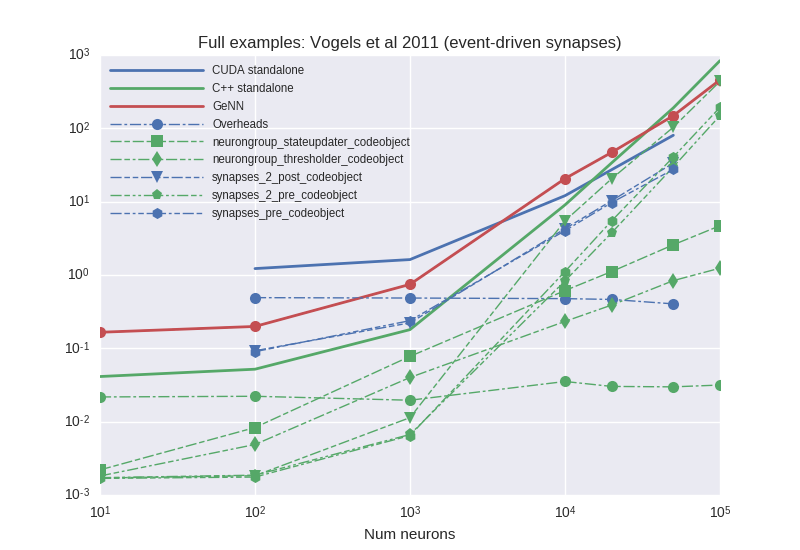 Full examples: Vogels et al 2011 (event-driven synapses)
10³
CUDA standalone
C++ standalone
GeNN
Overheads
10²
neurongroup_stateupdater_codeobject
neurongroup_thresholder_codeobject
synapses_2_post_codeobject
synapses_2_pre_codeobject
10¹
synapses_pre_codeobject
10⁰
10⁻¹
10⁻²
10⁻³
10¹ 10² 10³ 10⁴ 10⁵
Num neurons